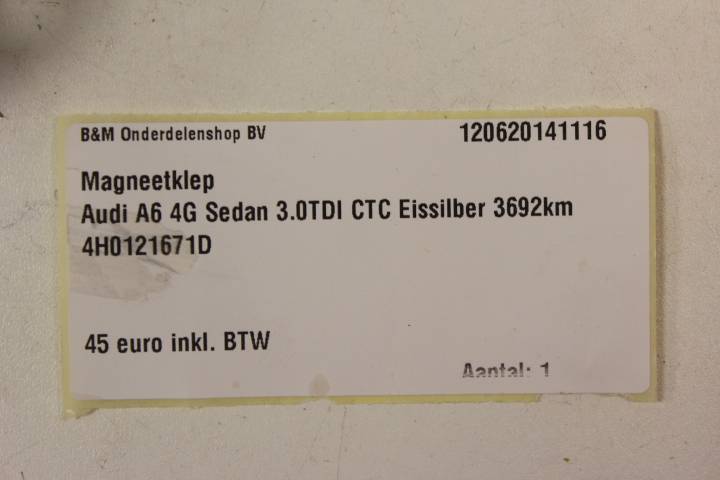 B&M Onderdelenshop BV 120620141116
Magneetklep
Audi A6 4G Sedan 3.0TDI CTC Eissilber 3692km
4H0121671D
45 euro inkl. BTW
Aantal: 1